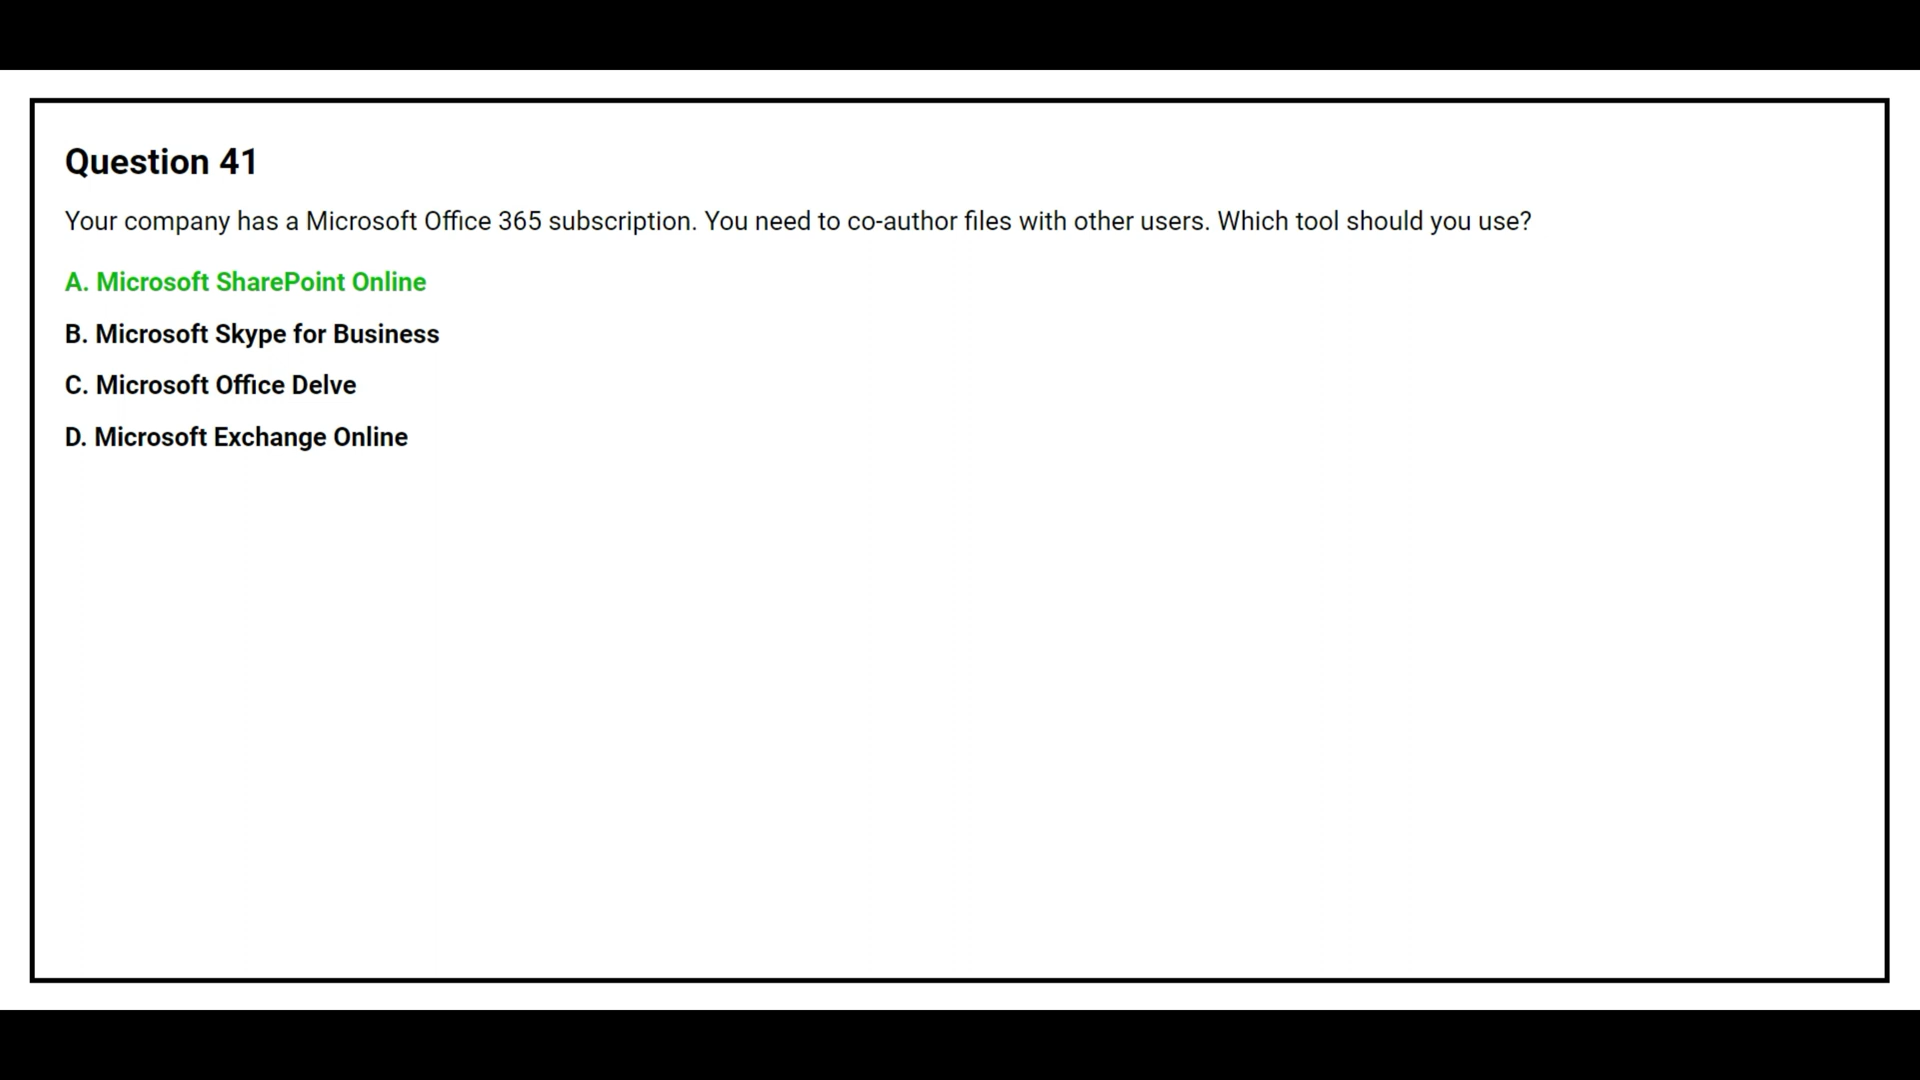 Question 41
Your company has a Microsoft Office 365 subscription. You need to co-author files with other users. Which tool should you use?
A. Microsoft SharePoint Online
B. Microsoft Skype for Business
C. Microsoft Office Delve
D. Microsoft Exchange Online